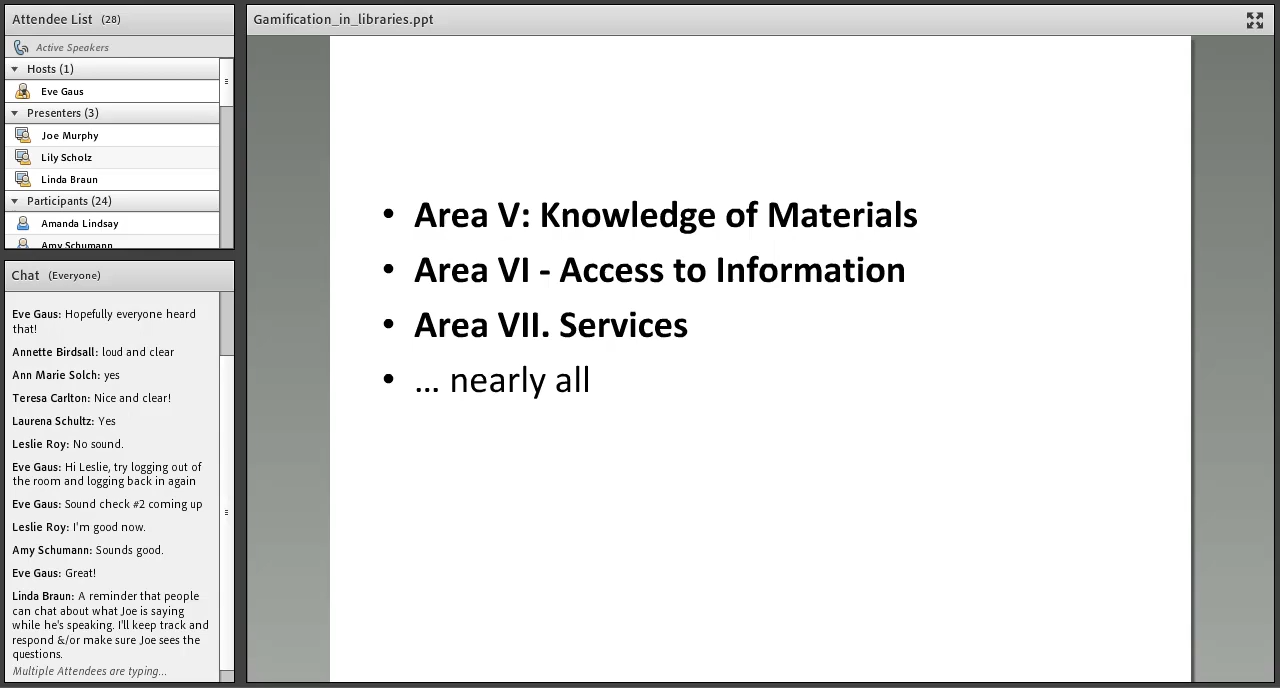 Attendee List (28)
Active Speakers
Hosts (1)
Eve Gaus
Presenters (3)
Joe Murphy
Lily Scholz
Linda Braun
Participants (24)
Amanda Lindsay
Amy Schumann
Chat (Everyone)
Eve Gaus: Hopefully everyone heard
that!
Annette Birdsall: loud and clear
Ann Marie Solch: yes
Teresa Carlton: Nice and clear!
Laurena Schultz: Yes
Leslie Roy: No sound.
Eve Gaus: Hi Leslie, try logging out of
the room and logging back in again
Eve Gaus: Sound check #2 coming up
Leslie Roy: I'm good now.
Amy Schumann: Sounds good.
Eve Gaus: Great!
Linda Braun: A reminder that people
can chat about what Joe is saying
while he's speaking. I'll keep track and
respond &/or make sure Joe sees the
questions.
Multiple Attendees are typing...
Gamification_in_libraries.ppt
• Area V: Knowledge of Materials
• Area VI - Access to Information
• Area VII. Services
• ... nearly all